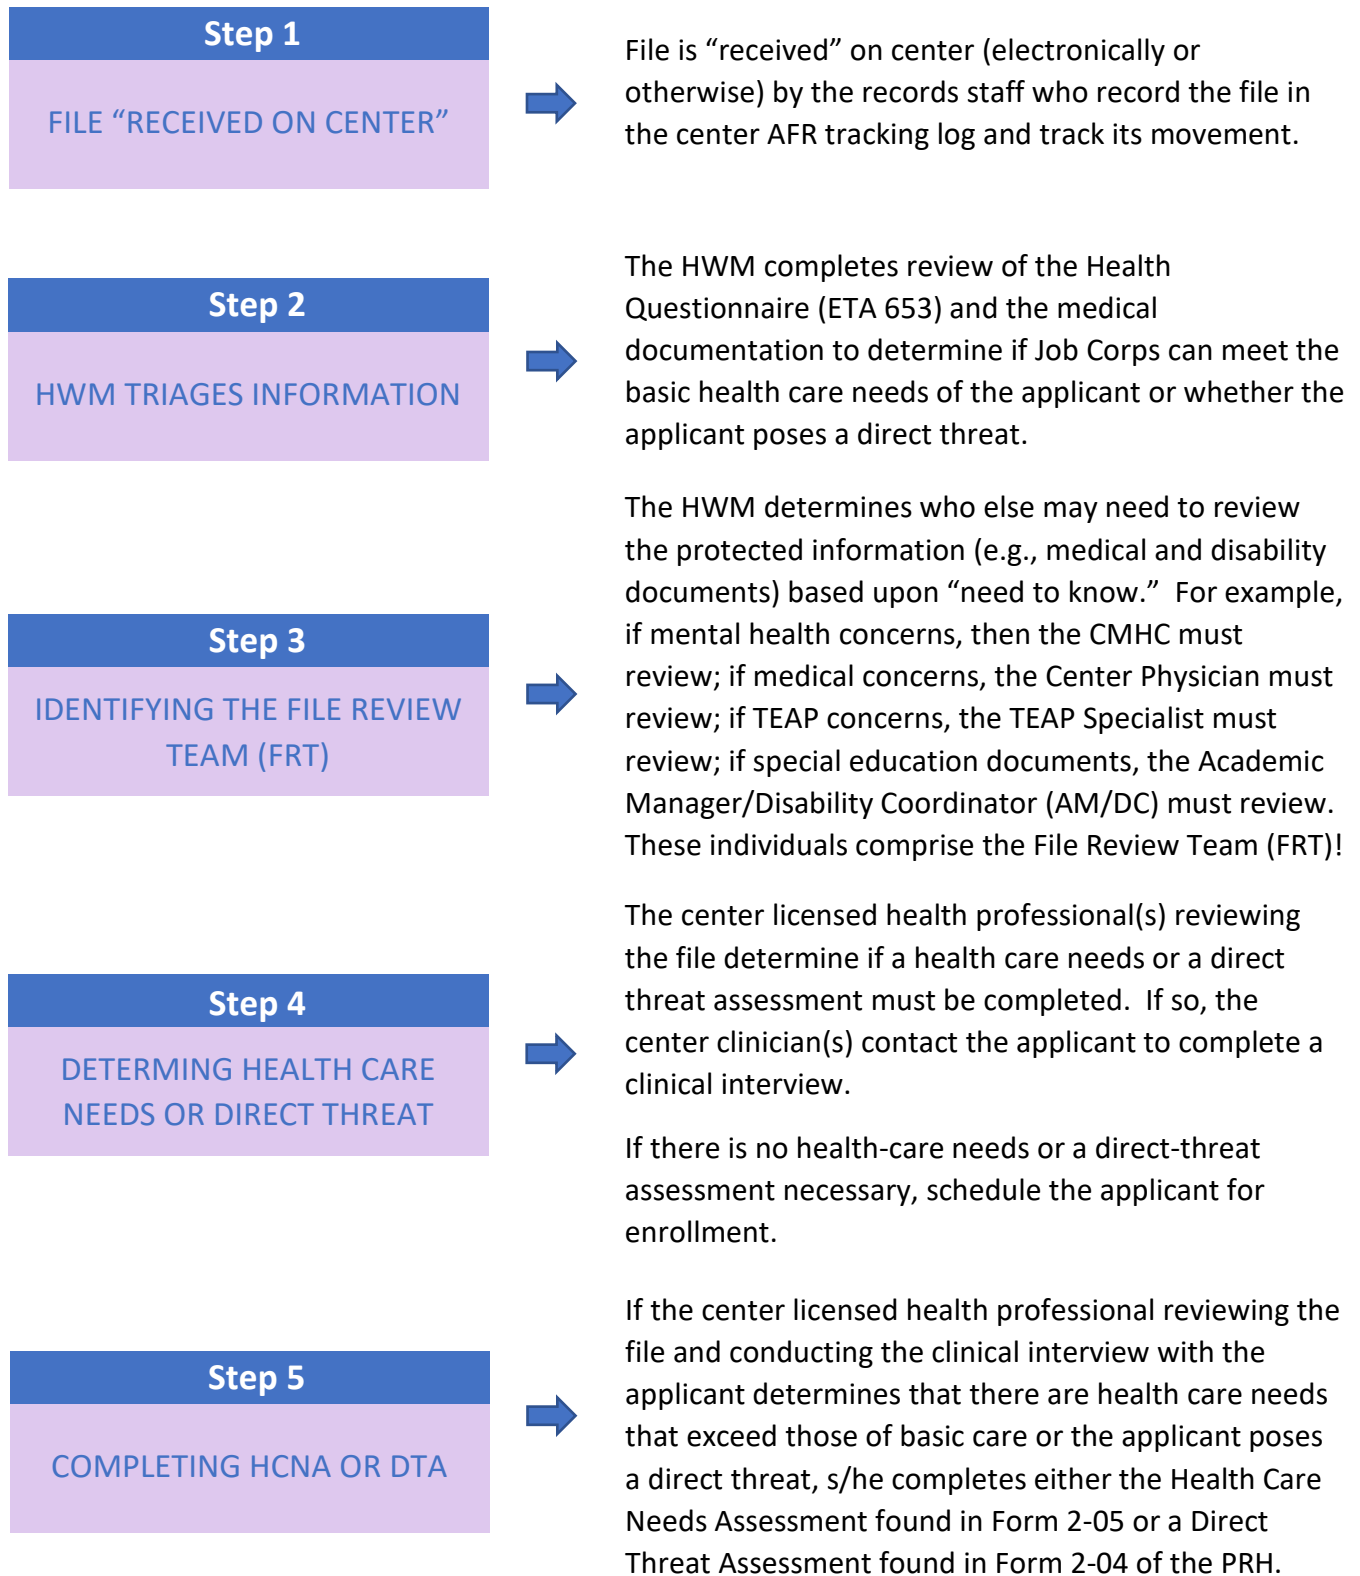 Step 1
FILE “RECEIVED ON CENTER”
File is “received” on center (electronically or
otherwise) by the records staff who record the file in
the center AFR tracking log and track its movement.
Step 2
HWM TRIAGES INFORMATION
The HWM completes review of the Health
Questionnaire (ETA 653) and the medical
documentation to determine if Job Corps can meet the
basic health care needs of the applicant or whether the
applicant poses a direct threat.
Step 3
IDENTIFYING THE FILE REVIEW
TEAM (FRT)
The HWM determines who else may need to review
the protected information (e.g., medical and disability
documents) based upon “need to know.”  For example,
if mental health concerns, then the CMHC must
review; if medical concerns, the Center Physician must
review; if TEAP concerns, the TEAP Specialist must
review; if special education documents, the Academic
Manager/Disability Coordinator (AM/DC) must review.
These individuals comprise the File Review Team (FRT)!
Step 4
DETERMING HEALTH CARE
NEEDS OR DIRECT THREAT
The center licensed health professional(s) reviewing
the file determine if a health care needs or a direct
threat assessment must be completed.  If so, the
center clinician(s) contact the applicant to complete a
clinical interview.
If there is no health-care needs or a direct-threat
assessment necessary, schedule the applicant for
enrollment.
Step 5
COMPLETING HCNA OR DTA
If the center licensed health professional reviewing the
file and conducting the clinical interview with the
applicant determines that there are health care needs
that exceed those of basic care or the applicant poses
a direct threat, s/he completes either the Health Care
Needs Assessment found in Form 2-05 or a Direct
Threat Assessment found in Form 2-04 of the PRH.